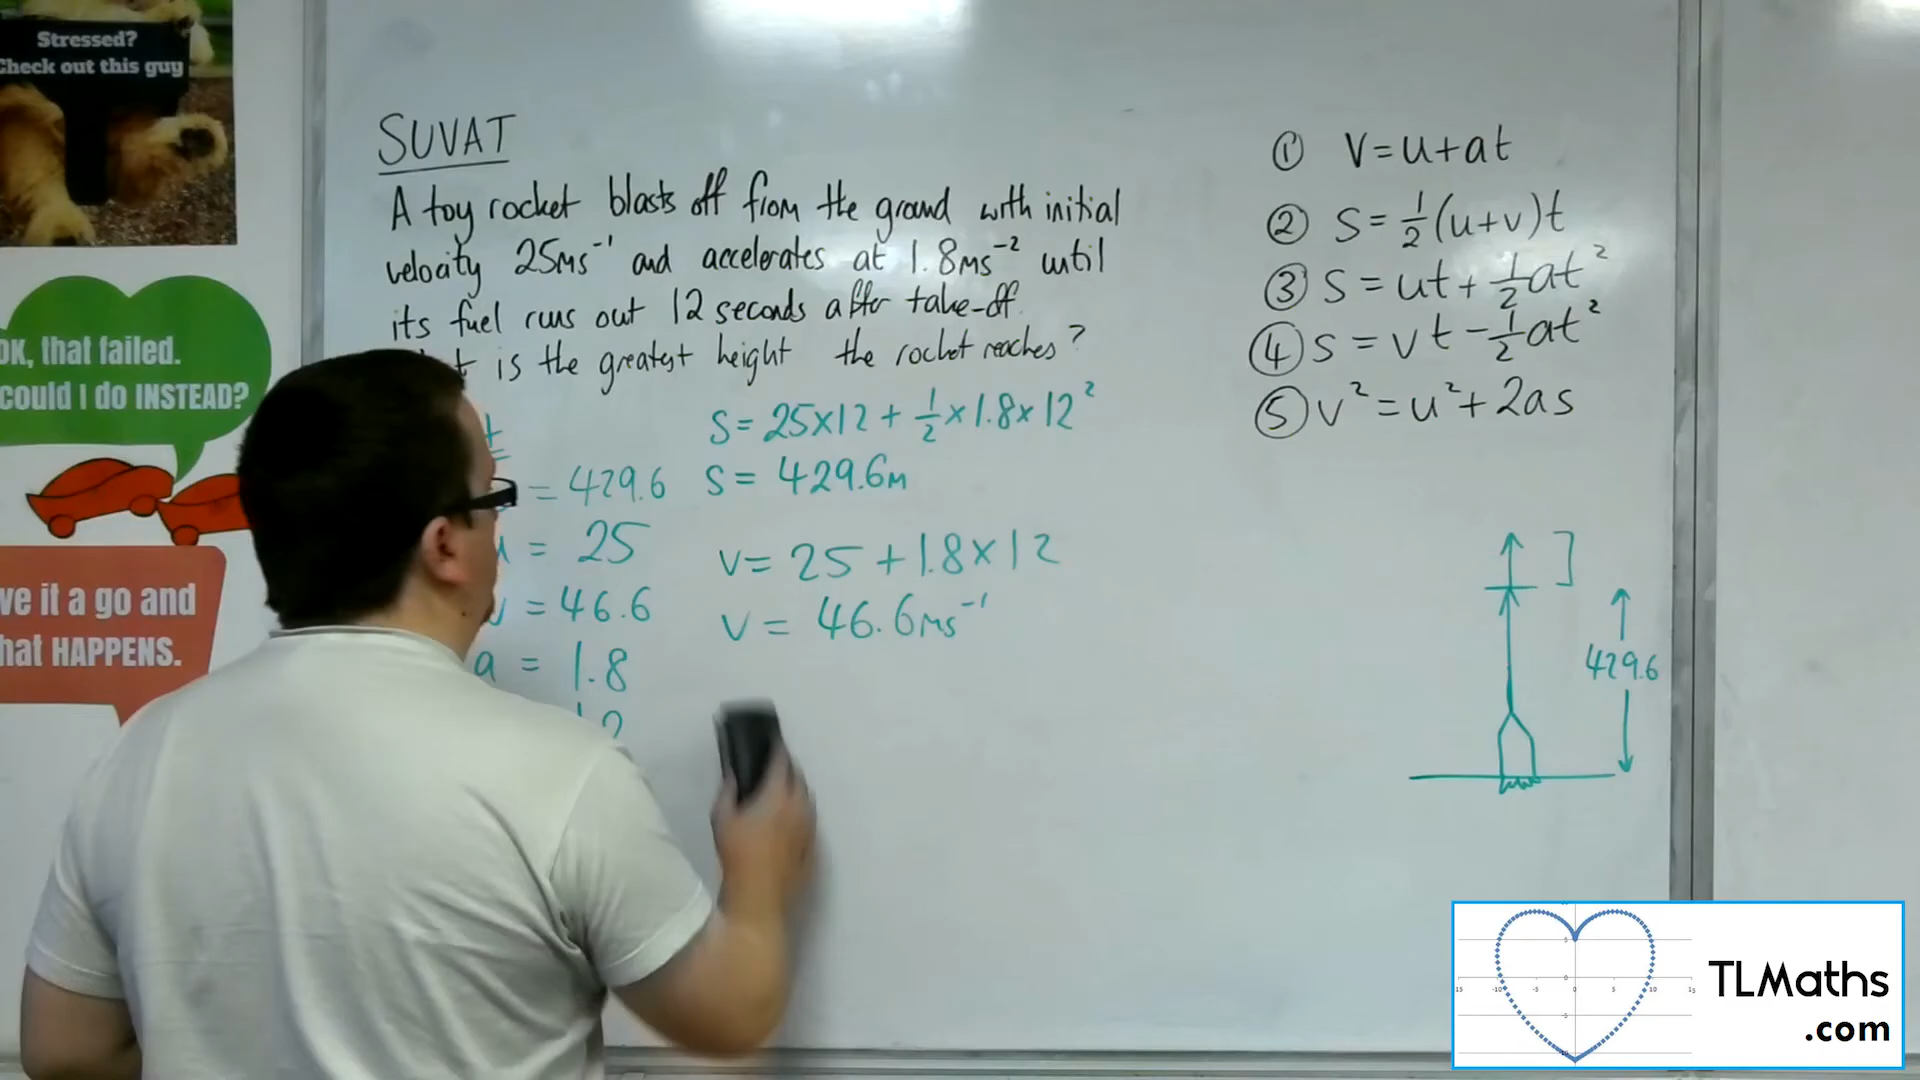 Stressed?
Check out this guy
OK, that failed.
could I do INSTEAD?
ve it a go and
hat HAPPENS.
SUVAT
A toy rocket blasts off from the ground with initial
velocity 25ms⁻¹ and accelerates at 1.8ms⁻² until
its fuel runs out 12 seconds after take-off.
is the greatest height the rocket reaches?
= 429.6
= 25
= 46.6
a = 1.8
S = 25×12 + 1/2 × 1.8 × 12²
S = 429.6m
V = 25 + 1.8 × 12
V = 46.6ms⁻¹
① V = u + at
② S = 1/2 (u+v)t
③ S = ut + 1/2 at²
④ S = vt - 1/2 at²
⑤ v² = u² + 2as
429.6
TLMaths
.com